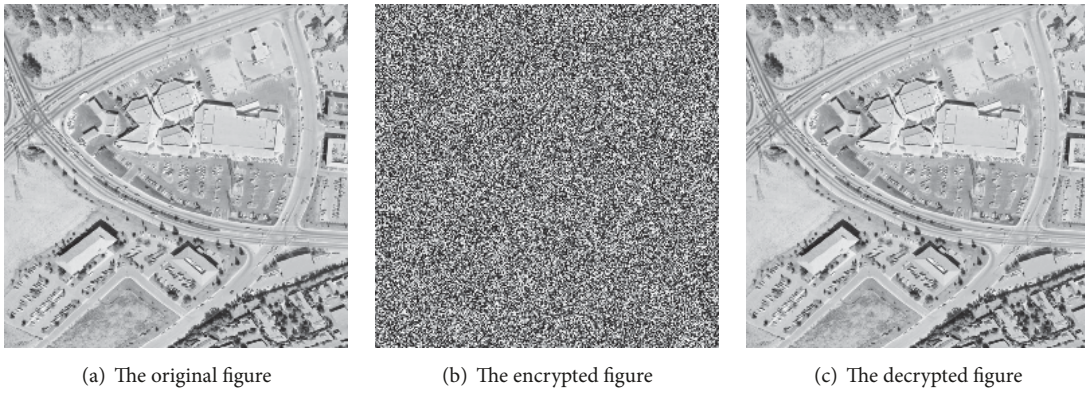 (a) The original figure
(b) The encrypted figure
(c) The decrypted figure